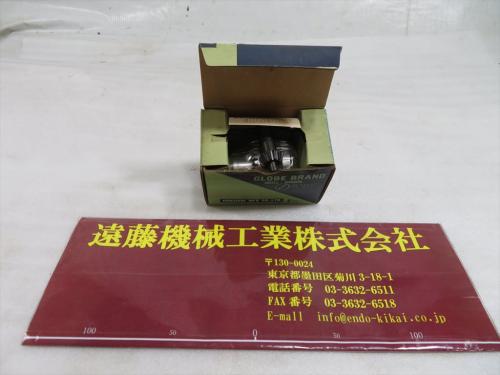 GLOBE BRAND
遠藤機械工業株式会社
〒130-0024
東京都墨田区菊川3-18-1
電話番号 03-3632-6511
FAX番号 03-3632-6518
E-mall info@endo-kikai.co.jp
100 50 0 50 100